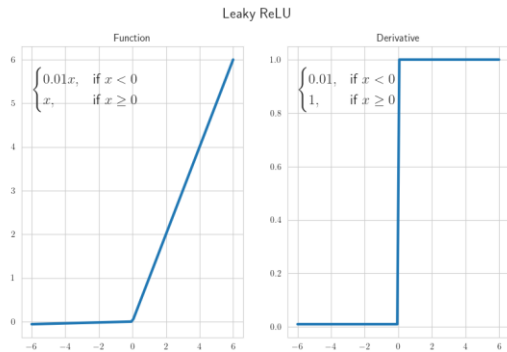 Leaky ReLU
Function
{ 0.01x, if x < 0
x, if x ≥ 0
6
5
4
3
2
1
0
−6 −4 −2 0 2 4 6
Derivative
{ 0.01, if x < 0
1, if x ≥ 0
1.0
0.8
0.6
0.4
0.2
0.0
−6 −4 −2 0 2 4 6